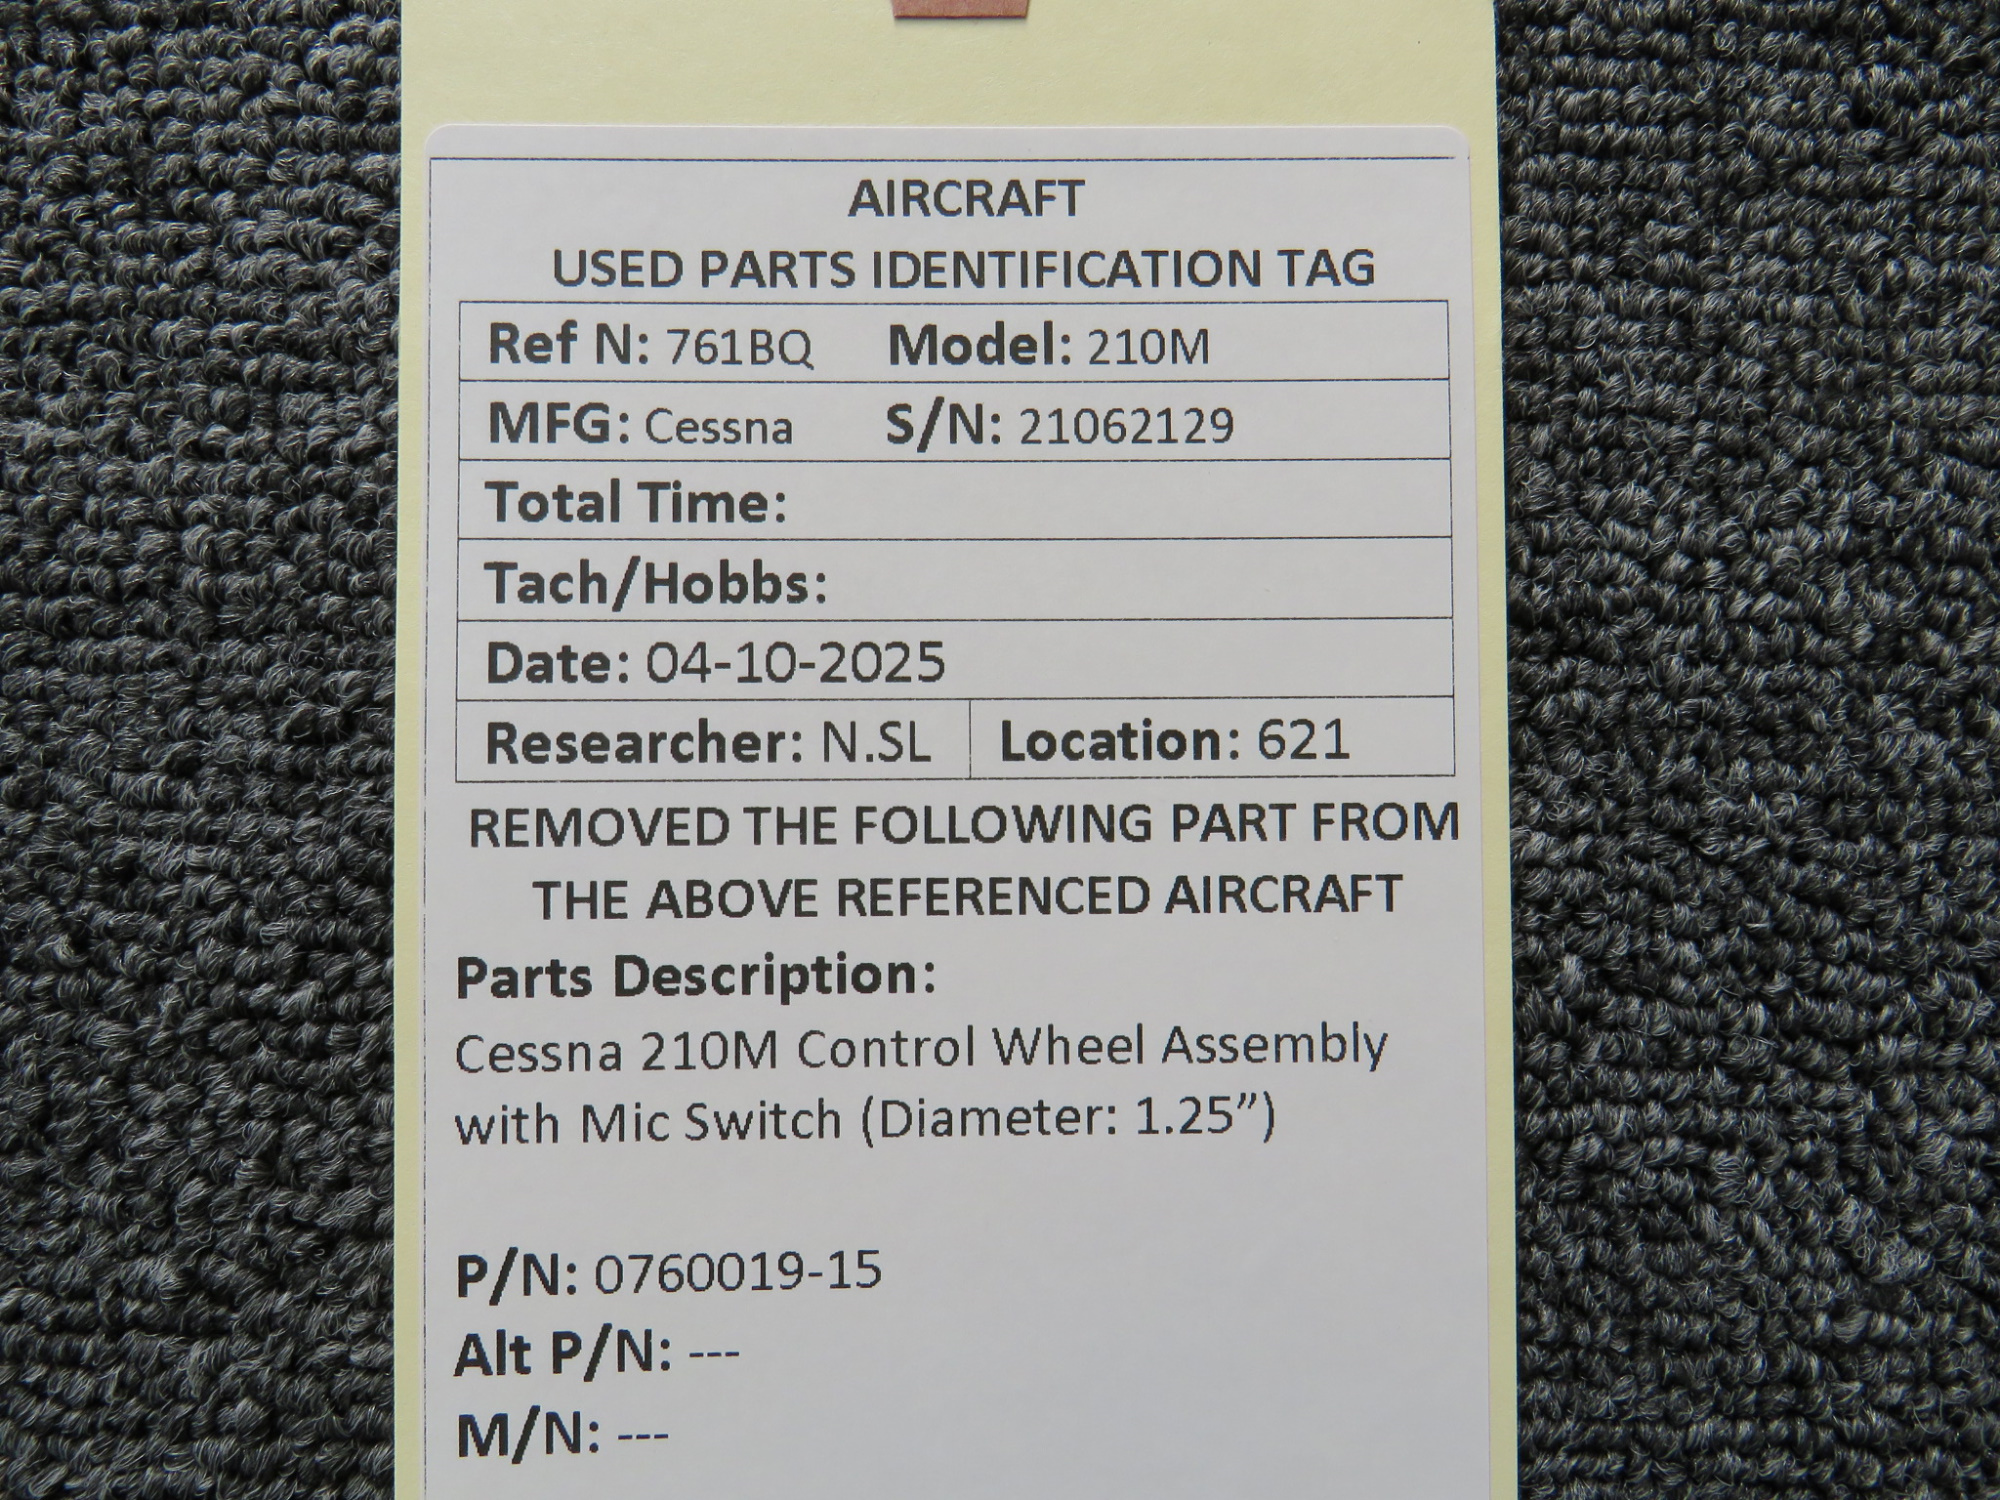 AIRCRAFT
USED PARTS IDENTIFICATION TAG
Ref N: 761BQ Model: 210M
MFG: Cessna S/N: 21062129
Total Time:
Tach/Hobbs:
Date: 04-10-2025
Researcher: N.SL Location: 621
REMOVED THE FOLLOWING PART FROM
THE ABOVE REFERENCED AIRCRAFT
Parts Description:
Cessna 210M Control Wheel Assembly
with Mic Switch (Diameter: 1.25”)
P/N: 0760019-15
Alt P/N: ---
M/N: ---